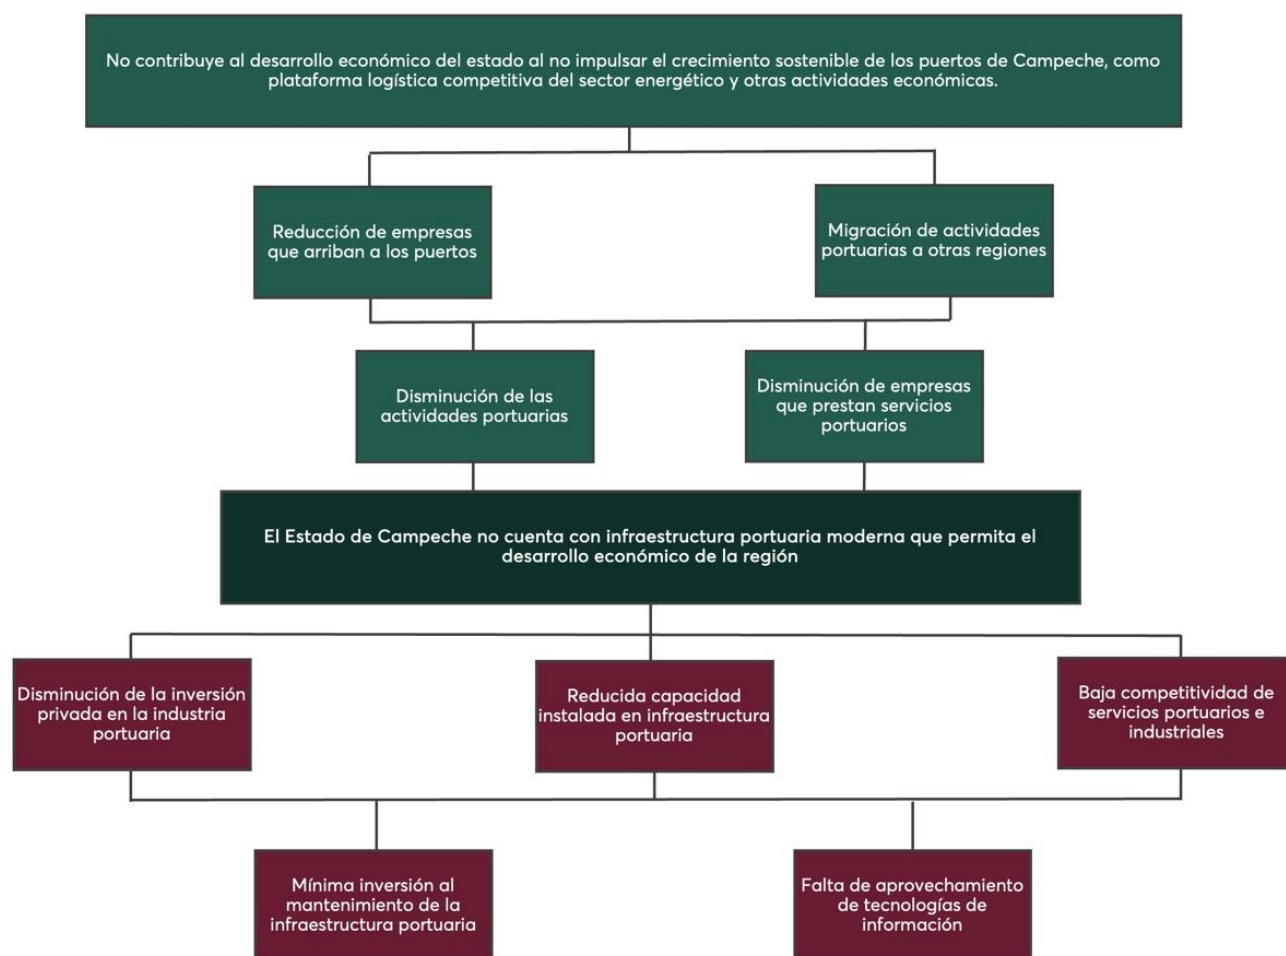 No contribuye al desarrollo económico del estado al no impulsar el crecimiento sostenible de los puertos de Campeche, como
plataforma logística competitiva del sector energético y otras actividades económicas.
Reducción de empresas
que arriban a los puertos
Migración de actividades
portuarias a otras regiones
Disminución de las
actividades portuarias
Disminución de empresas
que prestan servicios
portuarios
El Estado de Campeche no cuenta con infraestructura portuaria moderna que permita el
desarrollo económico de la región
Disminución de la inversión
privada en la industria
portuaria
Reducida capacidad
instalada en infraestructura
portuaria
Baja competitividad de
servicios portuarios e
industriales
Mínima inversión al
mantenimiento de la
infraestructura portuaria
Falta de aprovechamiento
de tecnologías de
información